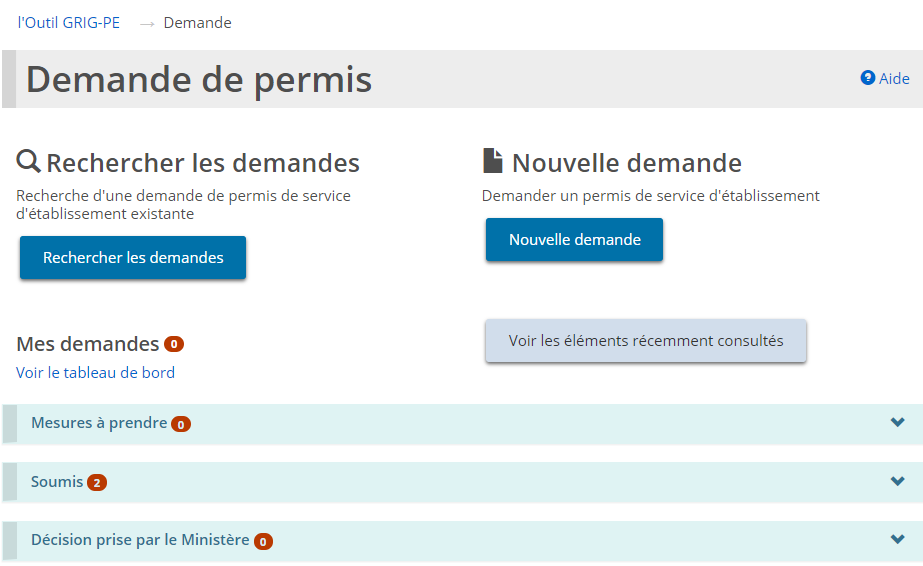 l'Outil GRIG-PE → Demande
Demande de permis
Aide
Rechercher les demandes
Recherche d'une demande de permis de service
d'établissement existante
Rechercher les demandes
Nouvelle demande
Demander un permis de service d'établissement
Nouvelle demande
Mes demandes 0
Voir le tableau de bord
Voir les éléments récemment consultés
Mesures à prendre 0
Soumis 2
Décision prise par le Ministère 0